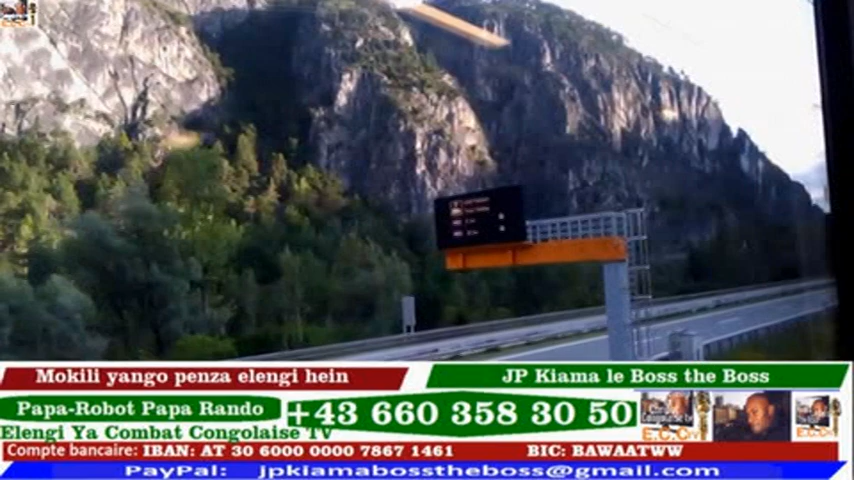 Mokili yango penza elengi hein
JP Kiama le Boss the Boss
Papa-Robot Papa Rando
+43 660 358 30 50
Elengi Ya Combat Congolaise TV
E.C.C.tv
Compte bancaire: IBAN: AT 30 6000 0000 7867 1461 BIC: BAWAATWW
PayPal: jpkiamabosstheboss@gmail.com